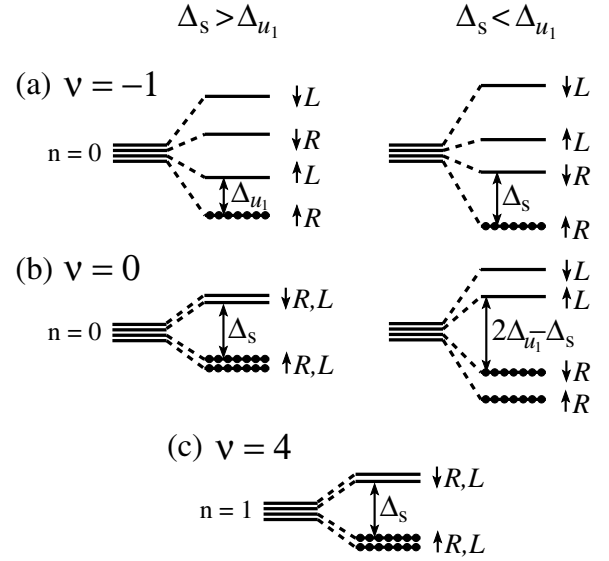 Δₛ > Δᵤ₁ Δₛ < Δᵤ₁
(a) ν = −1
↓L ↓L
↓R ↑L
n = 0
↑L ↓R
Δᵤ₁ Δₛ
↑R ↑R
(b) ν = 0
↓L
↓R,L ↑L
n = 0 Δₛ 2Δᵤ₁−Δₛ
↑R,L ↓R
↑R
(c) ν = 4
↓R,L
n = 1 Δₛ
↑R,L